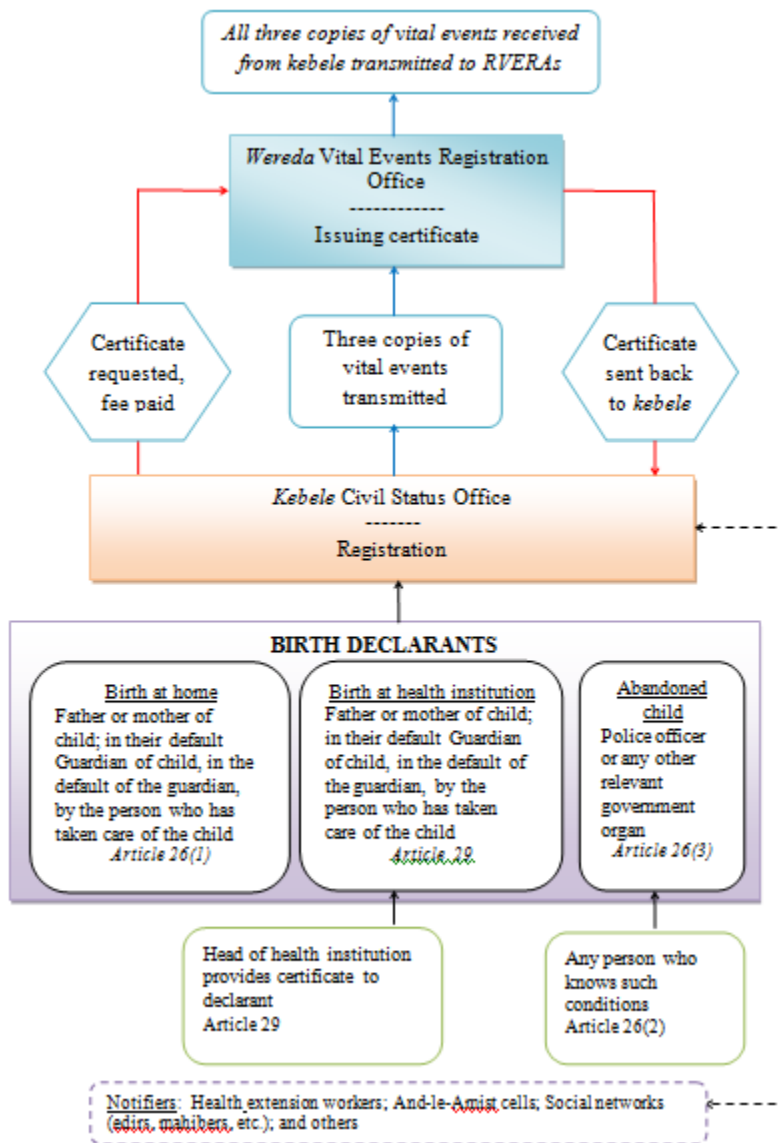 All three copies of vital events received
from kebele transmitted to RVERAs
Wereda Vital Events Registration
Office
------------
Issuing certificate
Certificate
requested,
fee paid
Three copies of
vital events
transmitted
Certificate
sent back
to kebele
Kebele Civil Status Office
-------
Registration
BIRTH DECLARANTS
Birth at home
Father or mother of
child; in their default
Guardian of child, in the
default of the guardian,
by the person who has
taken care of the child
Article 26(1)
Birth at health institution
Father or mother of child;
in their default Guardian
of child, in the default of
the guardian, by the
person who has taken
care of the child
Article 29
Abandoned
child
Police officer
or any other
relevant
government
organ
Article 26(3)
Head of health institution
provides certificate to
declarant
Article 29
Any person who
knows such
conditions
Article 26(2)
Notifiers: Health extension workers; And-le-Amist cells; Social networks
(edirs, mahibers, etc.); and others